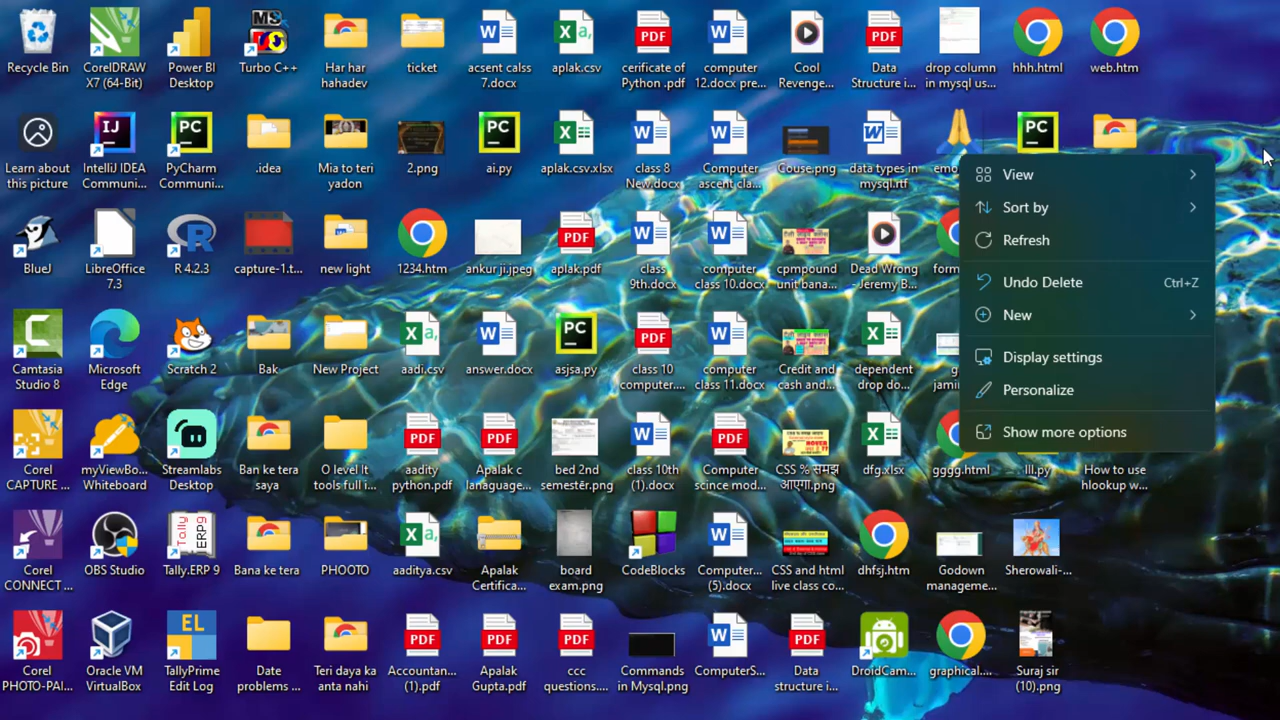 Recycle Bin
CorelDRAW
X7 (64-Bit)
Power BI
Desktop
Turbo C++
Har har
hahadev
ticket
acsent calss
7.docx
aplak.csv
cerificate of
Python .pdf
computer
12.docx pre...
Cool
Revenge...
Data
Structure i...
drop column
in mysql us...
hhh.html
web.htm
Learn about
this picture
IntelliJ IDEA
Communi...
PyCharm
Communi...
.idea
Mia to teri
yadon
2.png
ai.py
aplak.csv.xlsx
class 8
New.docx
Computer
ascent cla...
Couse.png
data types in
mysql.rtf
BlueJ
LibreOffice
7.3
R 4.2.3
capture-1.t...
new light
1234.htm
ankur ji.jpeg
aplak.pdf
class
9th.docx
computer
class 10.docx
cpmpound
unit bana...
Dead Wrong
- Jeremy B...
Camtasia
Studio 8
Microsoft
Edge
Scratch 2
Bak
New Project
aadi.csv
answer.docx
asjsa.py
class 10
computer....
computer
class 11.docx
Credit and
cash and...
dependent
drop do...
Corel
CAPTURE ...
myViewBo...
Whiteboard
Streamlabs
Desktop
Ban ke tera
saya
O level It
tools full i...
aadity
python.pdf
Apalak c
lanaguage...
bed 2nd
semester.png
class 10th
(1).docx
Computer
scince mod...
CSS % समझ
आएगा.png
dfg.xlsx
gggg.html
lll.py
How to use
hlookup w...
Corel
CONNECT ...
OBS Studio
Tally.ERP 9
Bana ke tera
PHOOTO
aaditya.csv
Apalak
Certifica...
board
exam.png
CodeBlocks
Computer...
(5).docx
CSS and html
live class co...
dhfsj.htm
Godown
manageme...
Sherowali-...
Corel
PHOTO-PAI...
Oracle VM
VirtualBox
TallyPrime
Edit Log
Date
problems ...
Teri daya ka
kanta nahi
Accountan...
(1).pdf
Apalak
Gupta.pdf
ccc
questions....
Commands
in Mysql.png
ComputerS...
Data
structure i...
DroidCam...
graphical....
Suraj sir
(10).png
View
Sort by
Refresh
Undo Delete Ctrl+Z
New
Display settings
Personalize
Show more options